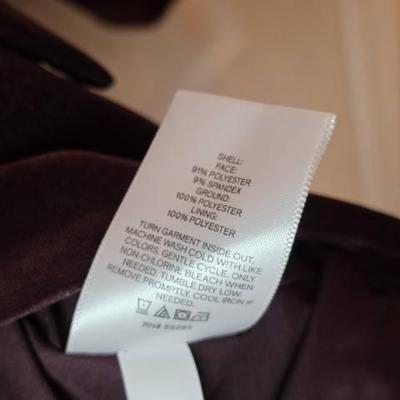 SHELL:
FACE:
91% POLYESTER
9% SPANDEX
GROUND:
100% POLYESTER
LINING:
100% POLYESTER
TURN GARMENT INSIDE OUT.
MACHINE WASH COLD WITH LIKE
COLORS. GENTLE CYCLE. ONLY
NON-CHLORINE BLEACH WHEN
NEEDED. TUMBLE DRY LOW.
REMOVE PROMPTLY. COOL IRON IF
NEEDED.
RN#